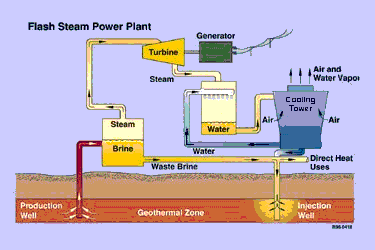 Flash Steam Power Plant
Generator
Turbine
Steam
Air and
Water Vapor
Cooling
Tower
Air
Air
Steam
Water
Brine
Water
Direct Heat
Uses
Waste Brine
Production
Well
Geothermal Zone
Injection
Well